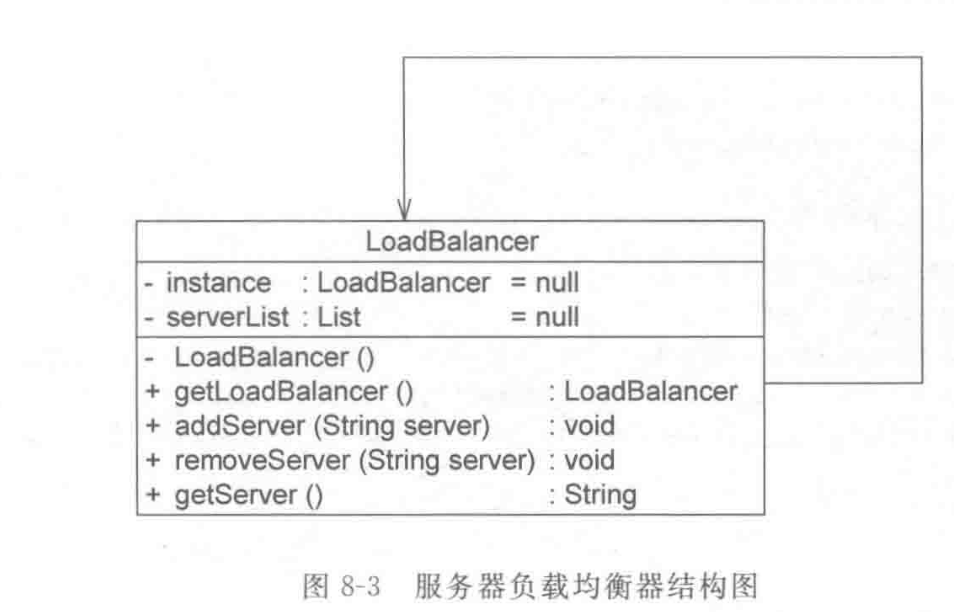 LoadBalancer
- instance : LoadBalancer = null
- serverList : List = null
- LoadBalancer ()
+ getLoadBalancer () : LoadBalancer
+ addServer (String server) : void
+ removeServer (String server) : void
+ getServer () : String
图 8-3 服务器负载均衡器结构图